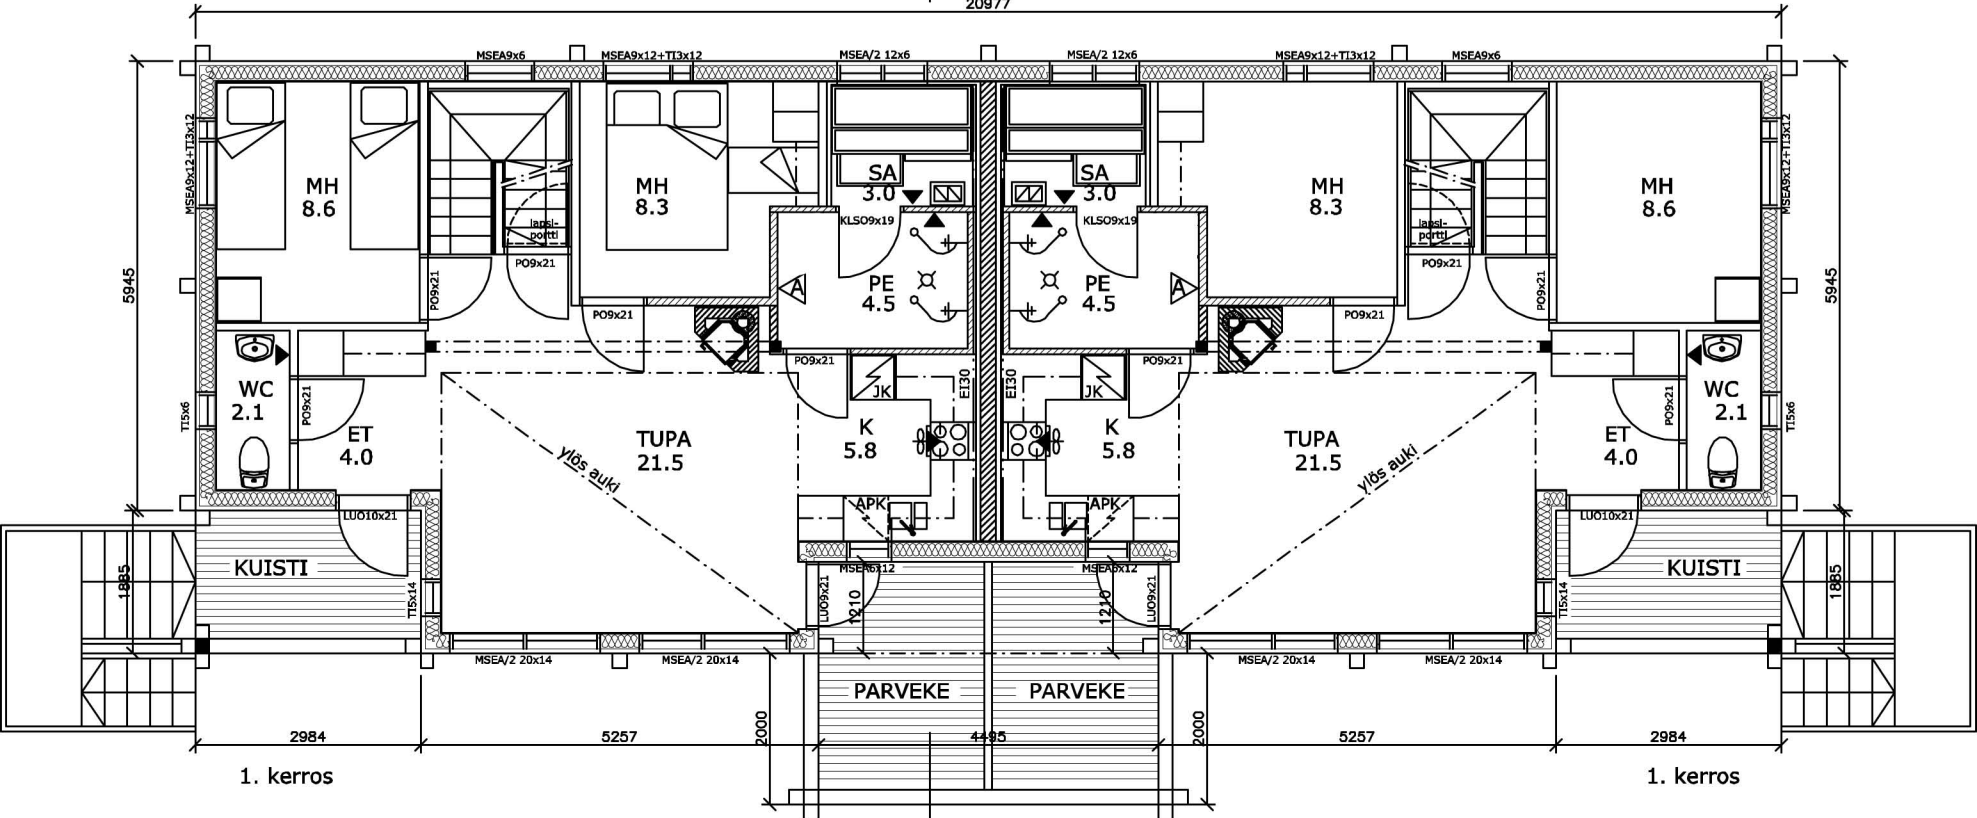 20977
MSEA9x6
MSEA9x12+TI3x12
MSEA/2 12x6
MSEA/2 12x6
MSEA9x12+TI3x12
MSEA9x6
MSEA9x12+TI3x12
MSEA9x12+TI3x12
MH
8.6
MH
8.3
SA
3.0
SA
3.0
MH
8.3
MH
8.6
lapsi-
portti
lapsi-
portti
KLSO9x19
KLSO9x19
PO9x21
PO9x21
PO9x21
PO9x21
5945
5945
A
PE
4.5
PE
4.5
A
PO9x21
PO9x21
PO9x21
PO9x21
JK
EI30
EI30
JK
WC
2.1
PO9x21
PO9x21
WC
2.1
TI5x6
TI5x6
ET
4.0
TUPA
21.5
K
5.8
K
5.8
TUPA
21.5
ET
4.0
ylös auki
ylös auki
APK
APK
LUO10x21
LUO10x21
KUISTI
KUISTI
1885
1885
TI5x14
TI5x14
MSEA6x12
MSEA6x12
LUO9x21
1210
1210
LUO9x21
MSEA/2 20x14
MSEA/2 20x14
MSEA/2 20x14
MSEA/2 20x14
PARVEKE
PARVEKE
2000
2000
2984
5257
4495
5257
2984
1. kerros
1. kerros